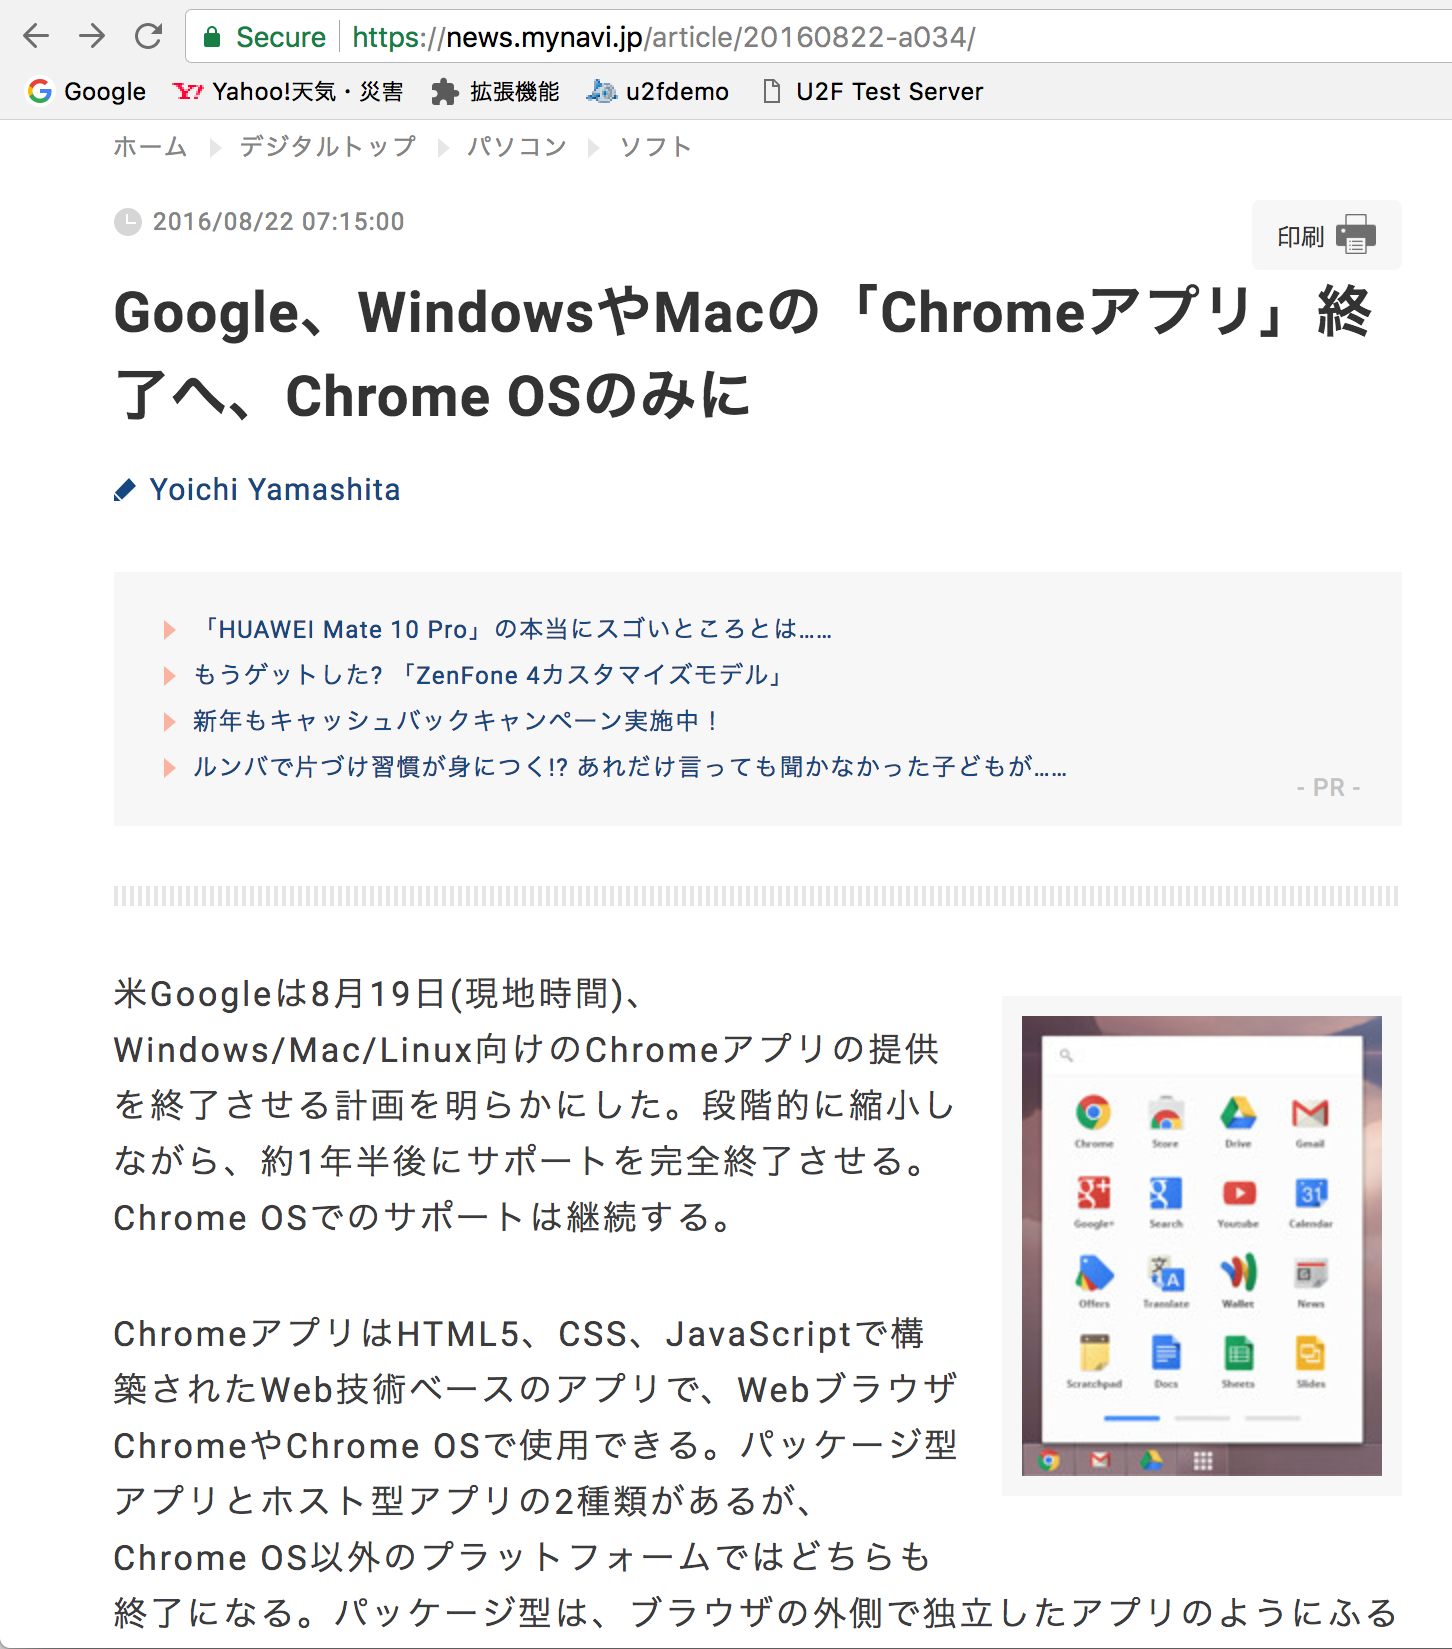 Secure https://news.mynavi.jp/article/20160822-a034/
Google Yahoo!天気・災害 拡張機能 u2fdemo U2F Test Server
ホーム デジタルトップ パソコン ソフト
2016/08/22 07:15:00
印刷
Google、WindowsやMacの「Chromeアプリ」終
了へ、Chrome OSのみに
Yoichi Yamashita
「HUAWEI Mate 10 Pro」の本当にスゴいところとは……
もうゲットした? 「ZenFone 4カスタマイズモデル」
新年もキャッシュバックキャンペーン実施中！
ルンバで片づけ習慣が身につく!? あれだけ言っても聞かなかった子どもが……
- PR -
米Googleは8月19日(現地時間)、
Windows/Mac/Linux向けのChromeアプリの提供
を終了させる計画を明らかにした。段階的に縮小し
ながら、約1年半後にサポートを完全終了させる。
Chrome OSでのサポートは継続する。
ChromeアプリはHTML5、CSS、JavaScriptで構
築されたWeb技術ベースのアプリで、Webブラウザ
ChromeやChrome OSで使用できる。パッケージ型
アプリとホスト型アプリの2種類があるが、
Chrome OS以外のプラットフォームではどちらも
終了になる。パッケージ型は、ブラウザの外側で独立したアプリのようにふる
Chrome Store Drive Gmail
31
Google+ Search Youtube Calendar
文 A
Offers Translate Wallet News
Scratchpad Docs Sheets Slides